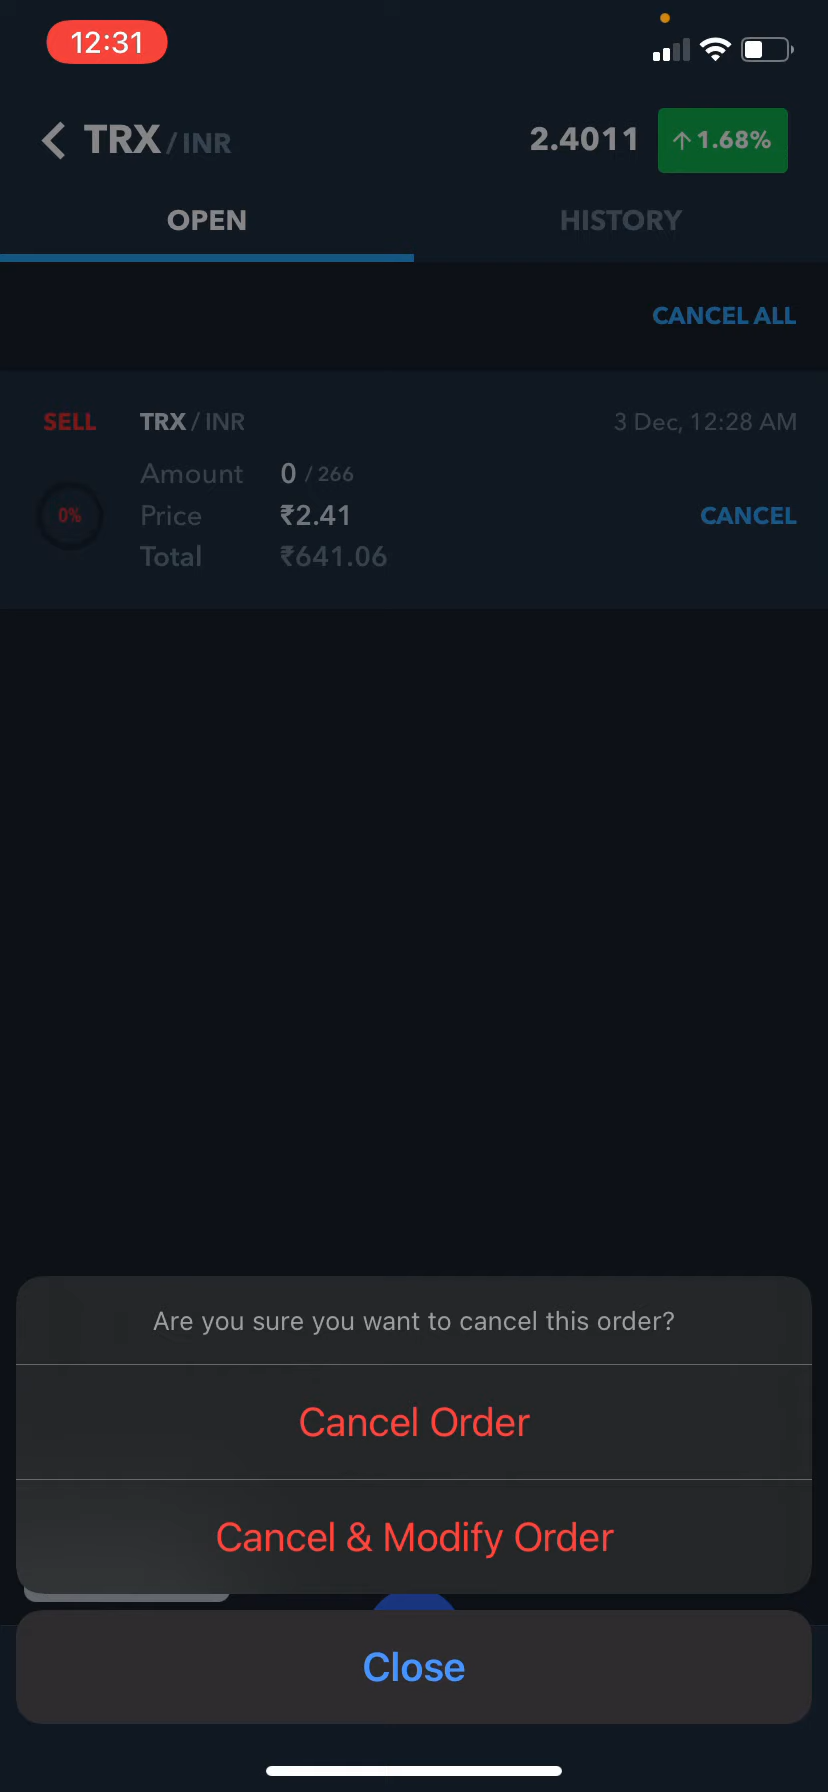 12:31
TRX / INR 2.4011 ↑1.68%
OPEN HISTORY
CANCEL ALL
SELL TRX / INR 3 Dec, 12:28 AM
Amount 0 / 266
0% Price ₹2.41 CANCEL
Total ₹641.06
Are you sure you want to cancel this order?
Cancel Order
Cancel & Modify Order
Close